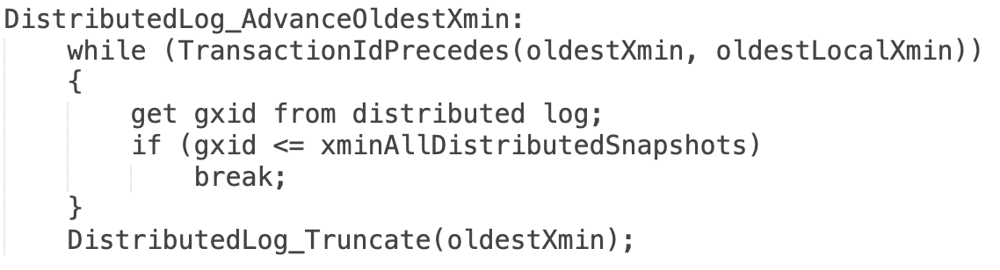 DistributedLog_AdvanceOldestXmin:
    while (TransactionIdPrecedes(oldestXmin, oldestLocalXmin))
    {
        get gxid from distributed log;
        if (gxid <= xminAllDistributedSnapshots)
            break;
    }
    DistributedLog_Truncate(oldestXmin);